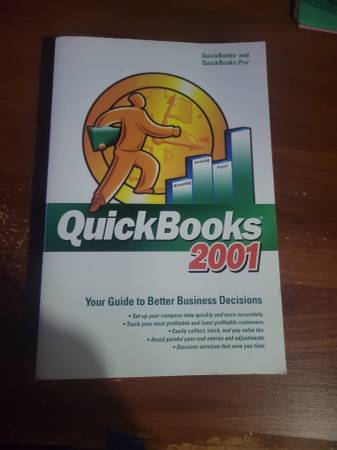 QuickBooks® and
QuickBooks Pro®
QuickBooks®
2001
Your Guide to Better Business Decisions
• Set up your company data quickly and more accurately.
• Track your most profitable and least profitable customers.
• Easily collect, track, and pay sales tax.
• Avoid painful year-end entries and adjustments.
• Discover services that save you time.